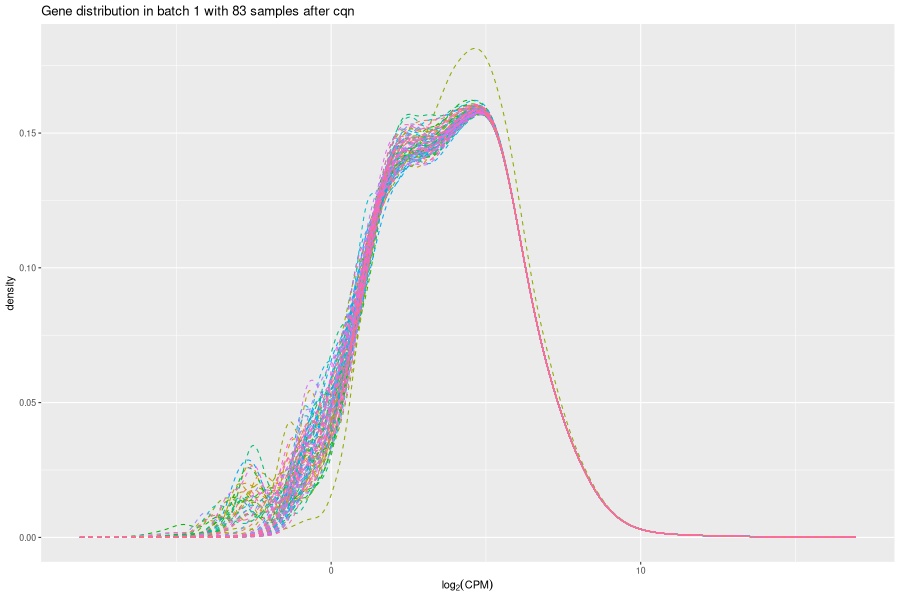 Gene distribution in batch 1 with 83 samples after cqn
density
0.15
0.10
0.05
0.00
0
10
log₂(CPM)